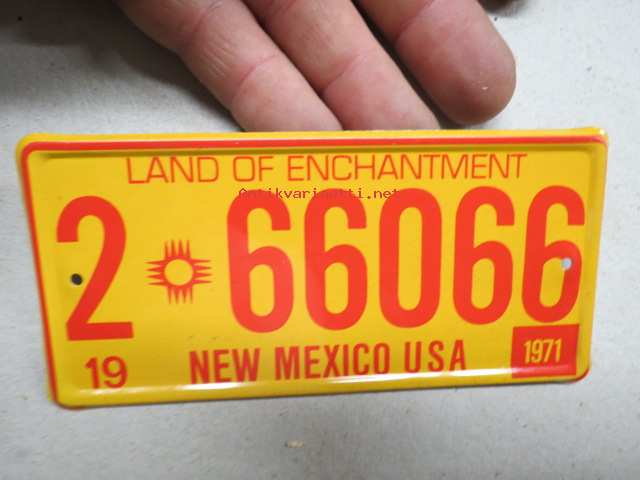 LAND OF ENCHANTMENT
Antikvariaatti.net
2 66066
19 NEW MEXICO USA 1971